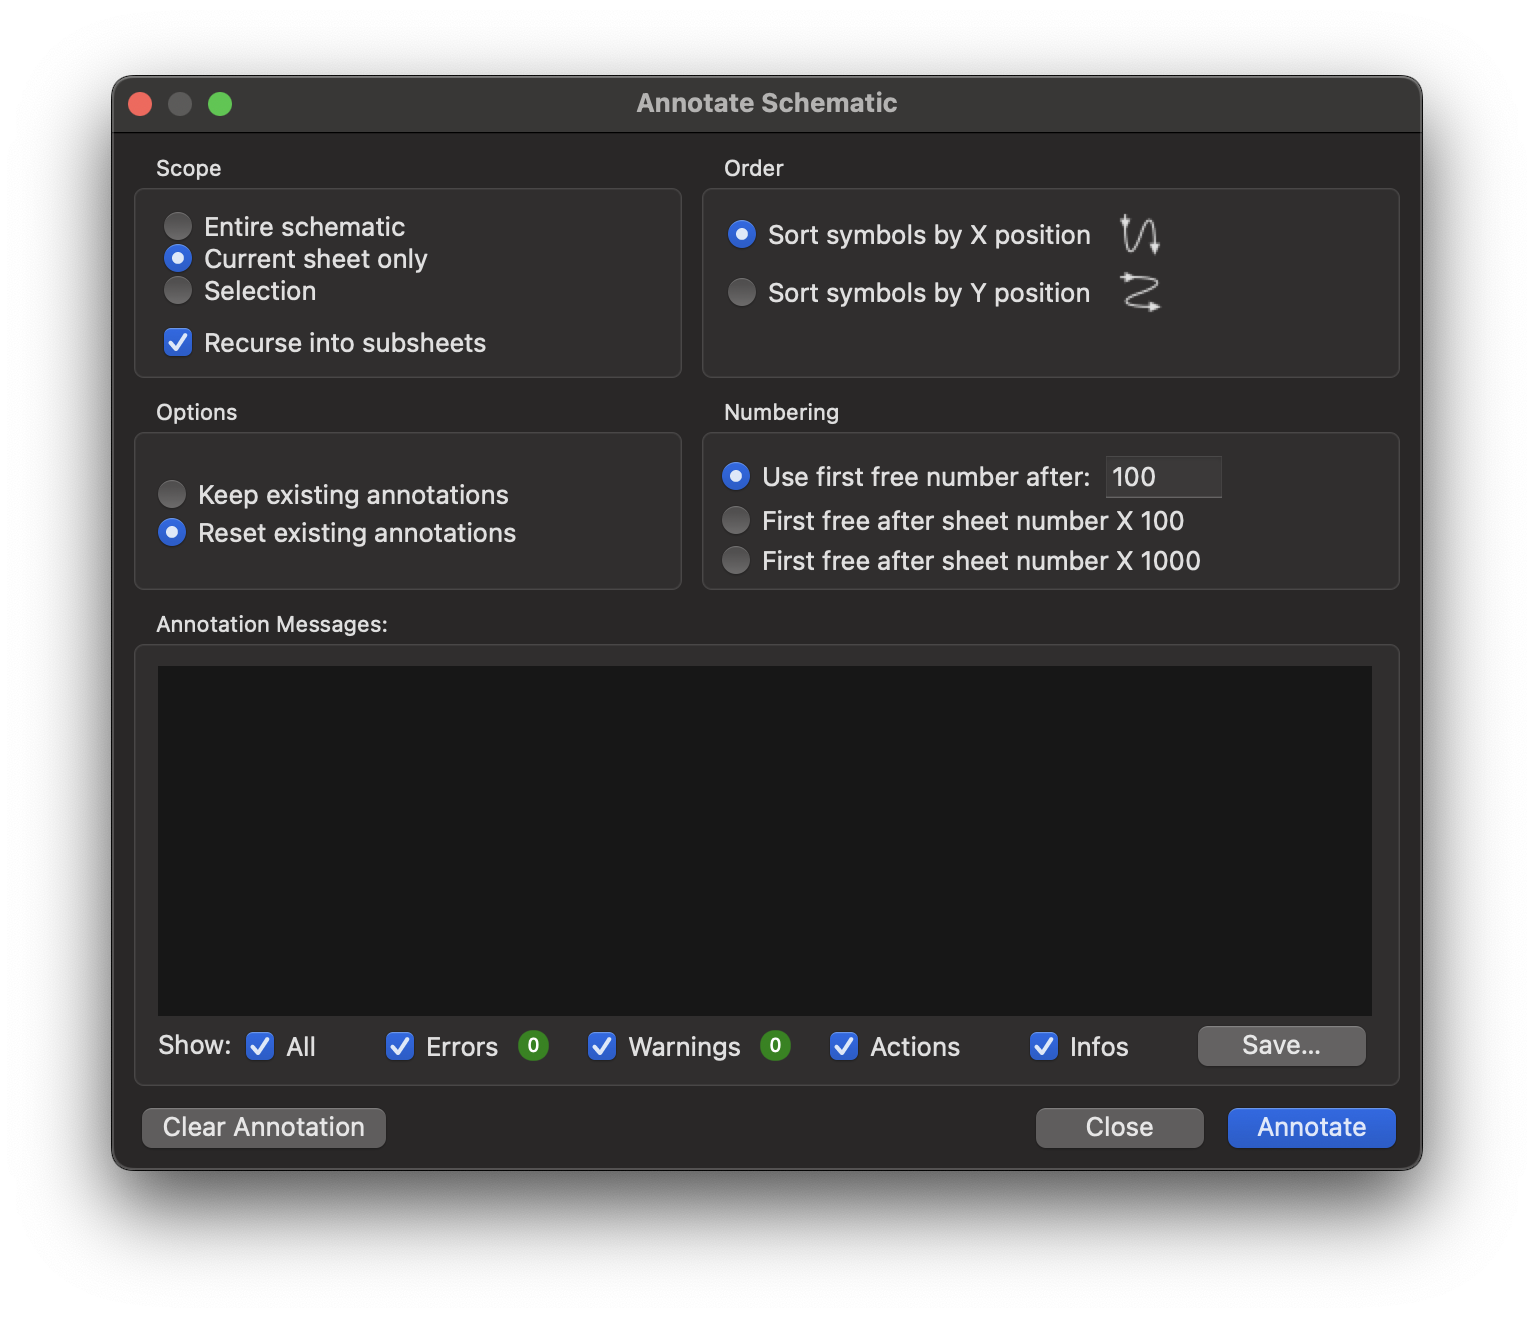 Annotate Schematic
Scope
Entire schematic
Current sheet only
Selection
Recurse into subsheets
Order
Sort symbols by X position
Sort symbols by Y position
Options
Keep existing annotations
Reset existing annotations
Numbering
Use first free number after: 100
First free after sheet number X 100
First free after sheet number X 1000
Annotation Messages:
Show: All Errors 0 Warnings 0 Actions Infos Save...
Clear Annotation Close Annotate